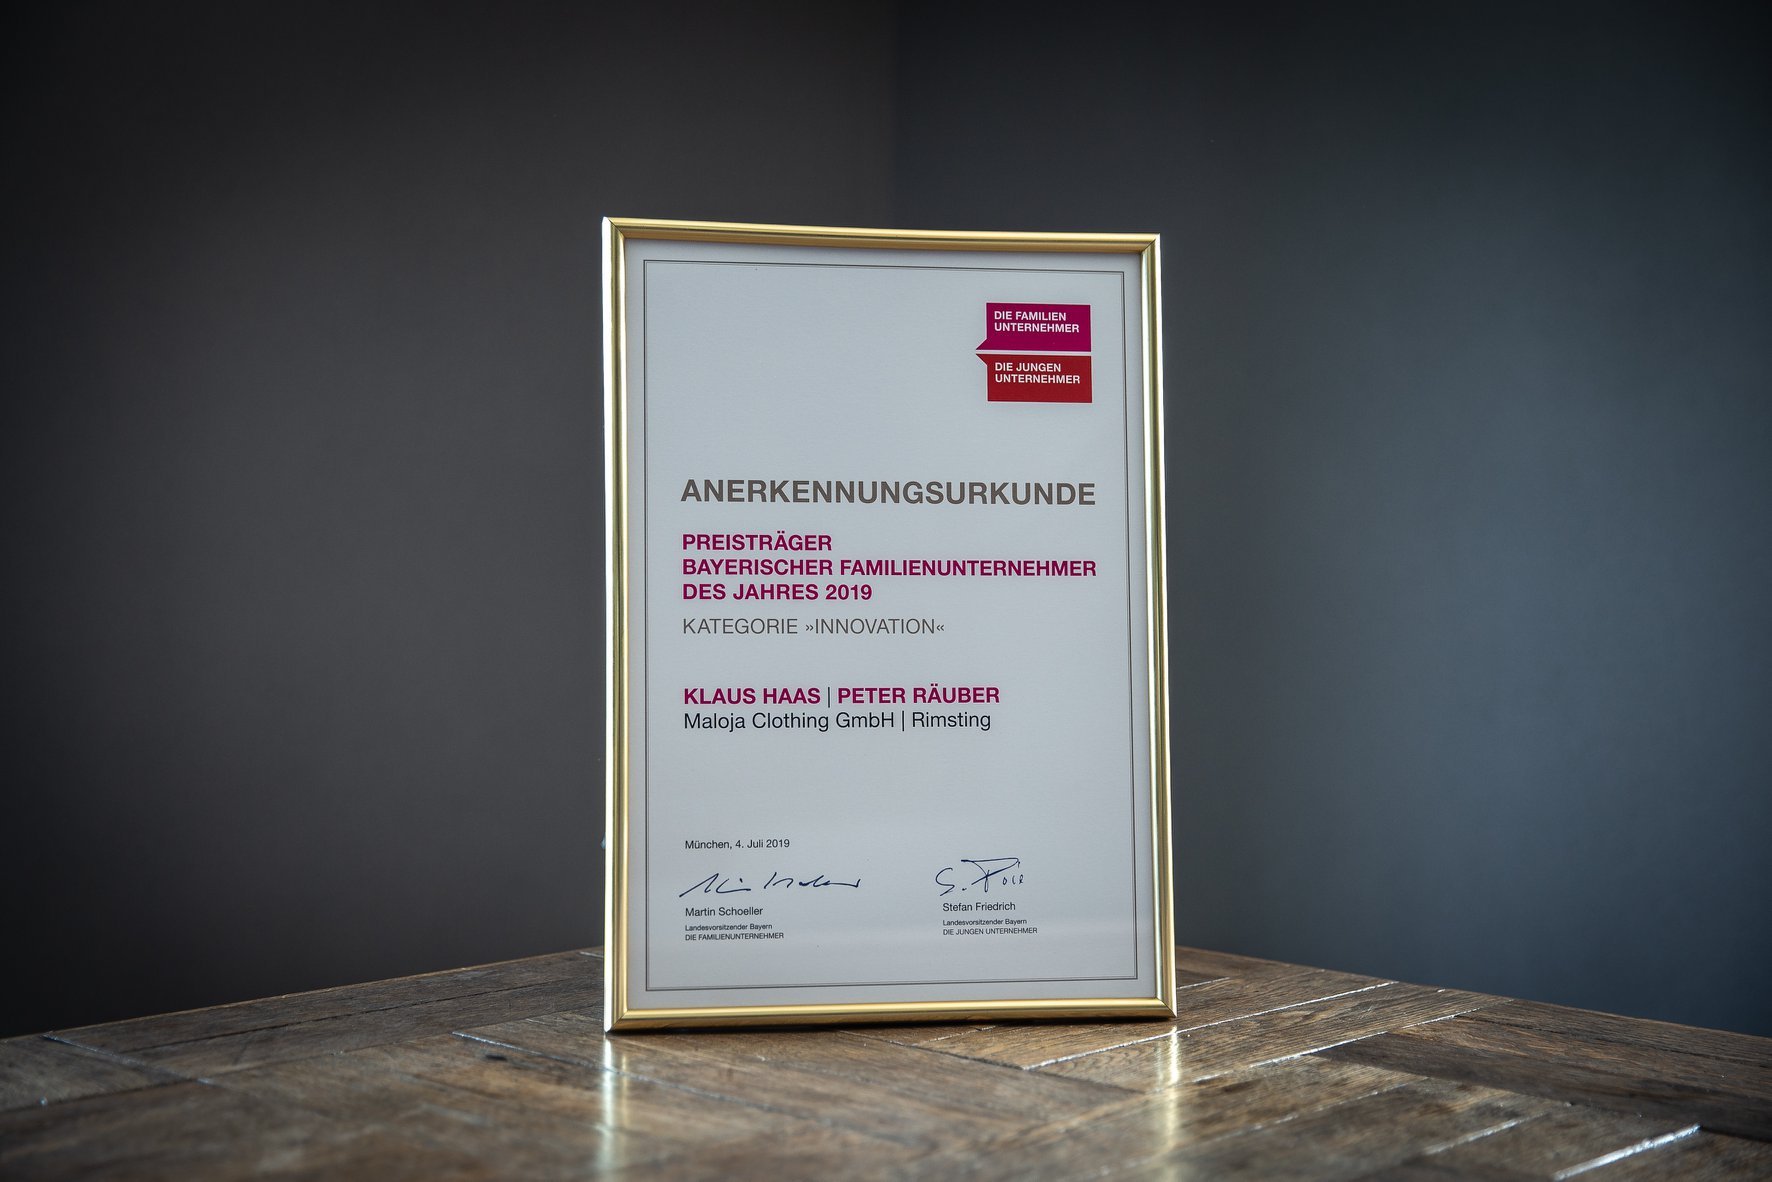 DIE FAMILIEN
UNTERNEHMER
DIE JUNGEN
UNTERNEHMER
ANERKENNUNGSURKUNDE
PREISTRÄGER
BAYERISCHER FAMILIENUNTERNEHMER
DES JAHRES 2019
KATEGORIE »INNOVATION«
KLAUS HAAS | PETER RÄUBER
Maloja Clothing GmbH | Rimsting
München, 4. Juli 2019
Martin Schoeller
Landesvorsitzender Bayern
DIE FAMILIENUNTERNEHMER
Stefan Friedrich
Landesvorsitzender Bayern
DIE JUNGEN UNTERNEHMER